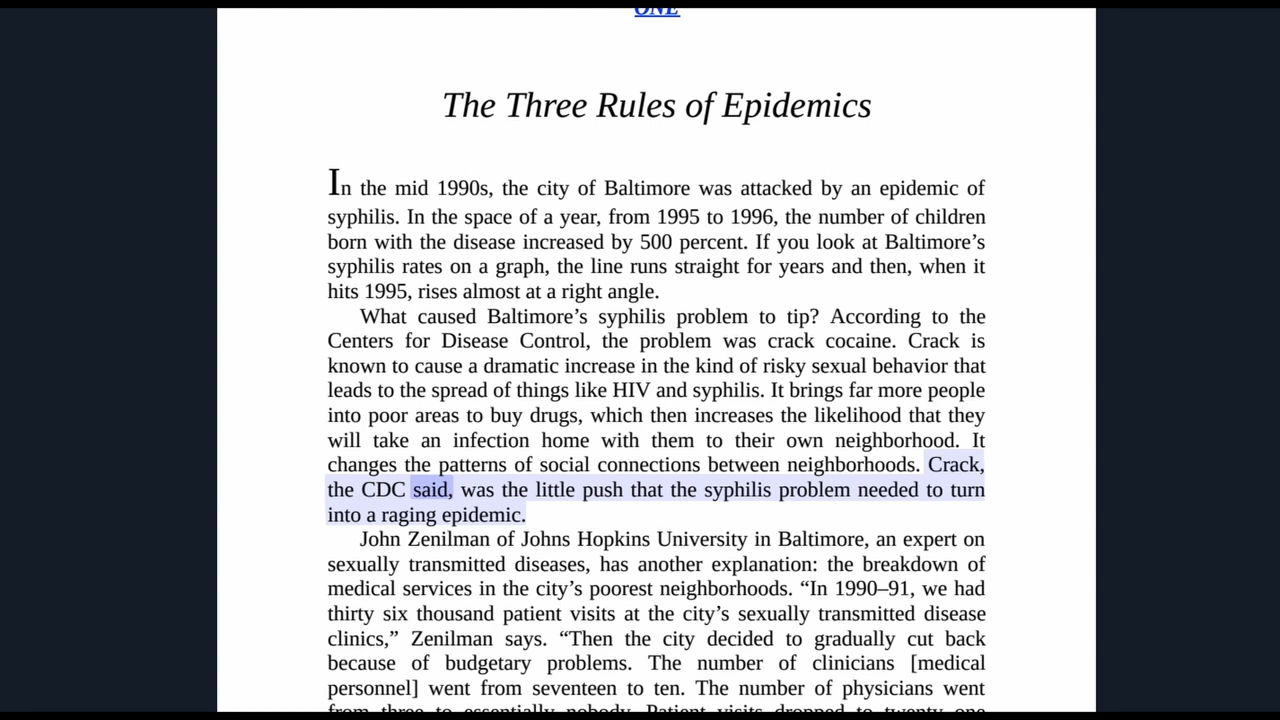 ONE
The Three Rules of Epidemics
In the mid 1990s, the city of Baltimore was attacked by an epidemic of
syphilis. In the space of a year, from 1995 to 1996, the number of children
born with the disease increased by 500 percent. If you look at Baltimore’s
syphilis rates on a graph, the line runs straight for years and then, when it
hits 1995, rises almost at a right angle.
What caused Baltimore’s syphilis problem to tip? According to the
Centers for Disease Control, the problem was crack cocaine. Crack is
known to cause a dramatic increase in the kind of risky sexual behavior that
leads to the spread of things like HIV and syphilis. It brings far more people
into poor areas to buy drugs, which then increases the likelihood that they
will take an infection home with them to their own neighborhood. It
changes the patterns of social connections between neighborhoods. Crack,
the CDC said, was the little push that the syphilis problem needed to turn
into a raging epidemic.
John Zenilman of Johns Hopkins University in Baltimore, an expert on
sexually transmitted diseases, has another explanation: the breakdown of
medical services in the city’s poorest neighborhoods. “In 1990–91, we had
thirty six thousand patient visits at the city’s sexually transmitted disease
clinics,” Zenilman says. “Then the city decided to gradually cut back
because of budgetary problems. The number of clinicians [medical
personnel] went from seventeen to ten. The number of physicians went
from three to essentially nobody. Patient visits dropped to twenty one